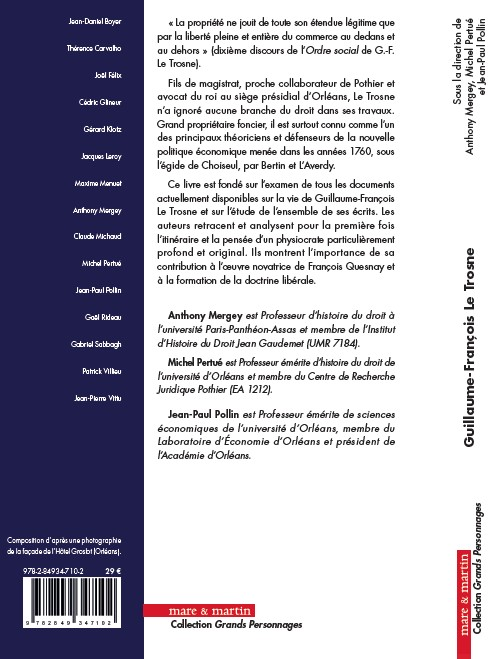 Jean-Daniel Boyer
Thérence Carvalho
Joël Félix
Cédric Glineur
Gérard Klotz
Jacques Leroy
Maxime Menuet
Anthony Mergey
Claude Michaud
Michel Pertué
Jean-Paul Pollin
Gaël Rideau
Gabriel Sabbagh
Patrick Villieu
Jean-Pierre Vittu
Composition d'après une photographie
de la façade de l'Hôtel Groslot (Orléans).
978-2-84934-710-2 29 €
9 782849 347102
« La propriété ne jouit de toute son étendue légitime que
par la liberté pleine et entière du commerce au dedans et
au dehors » (dixième discours de l'Ordre social de G.-F.
Le Trosne).
Fils de magistrat, proche collaborateur de Pothier et
avocat du roi au siège présidial d'Orléans, Le Trosne
n'a ignoré aucune branche du droit dans ses travaux.
Grand propriétaire foncier, il est surtout connu comme l'un
des principaux théoriciens et défenseurs de la nouvelle
politique économique menée dans les années 1760, sous
l'égide de Choiseul, par Bertin et L'Averdy.
Ce livre est fondé sur l'examen de tous les documents
actuellement disponibles sur la vie de Guillaume-François
Le Trosne et sur l'étude de l'ensemble de ses écrits. Les
auteurs retracent et analysent pour la première fois
l'itinéraire et la pensée d'un physiocrate particulièrement
profond et original. Ils montrent l'importance de sa
contribution à l'œuvre novatrice de François Quesnay et
à la formation de la doctrine libérale.
Anthony Mergey est Professeur d'histoire du droit à
l'université Paris-Panthéon-Assas et membre de l'Institut
d'Histoire du Droit Jean Gaudemet (UMR 7184).
Michel Pertué est Professeur émérite d'histoire du droit de
l'université d'Orléans et membre du Centre de Recherche
Juridique Pothier (EA 1212).
Jean-Paul Pollin est Professeur émérite de sciences
économiques de l'université d'Orléans, membre du
Laboratoire d'Économie d'Orléans et président de
l'Académie d'Orléans.
mare & martin
Collection Grands Personnages
Sous la direction de
Anthony Mergey, Michel Pertué
et Jean-Paul Pollin
Guillaume-François Le Trosne
mare & martin
Collection Grands Personnages